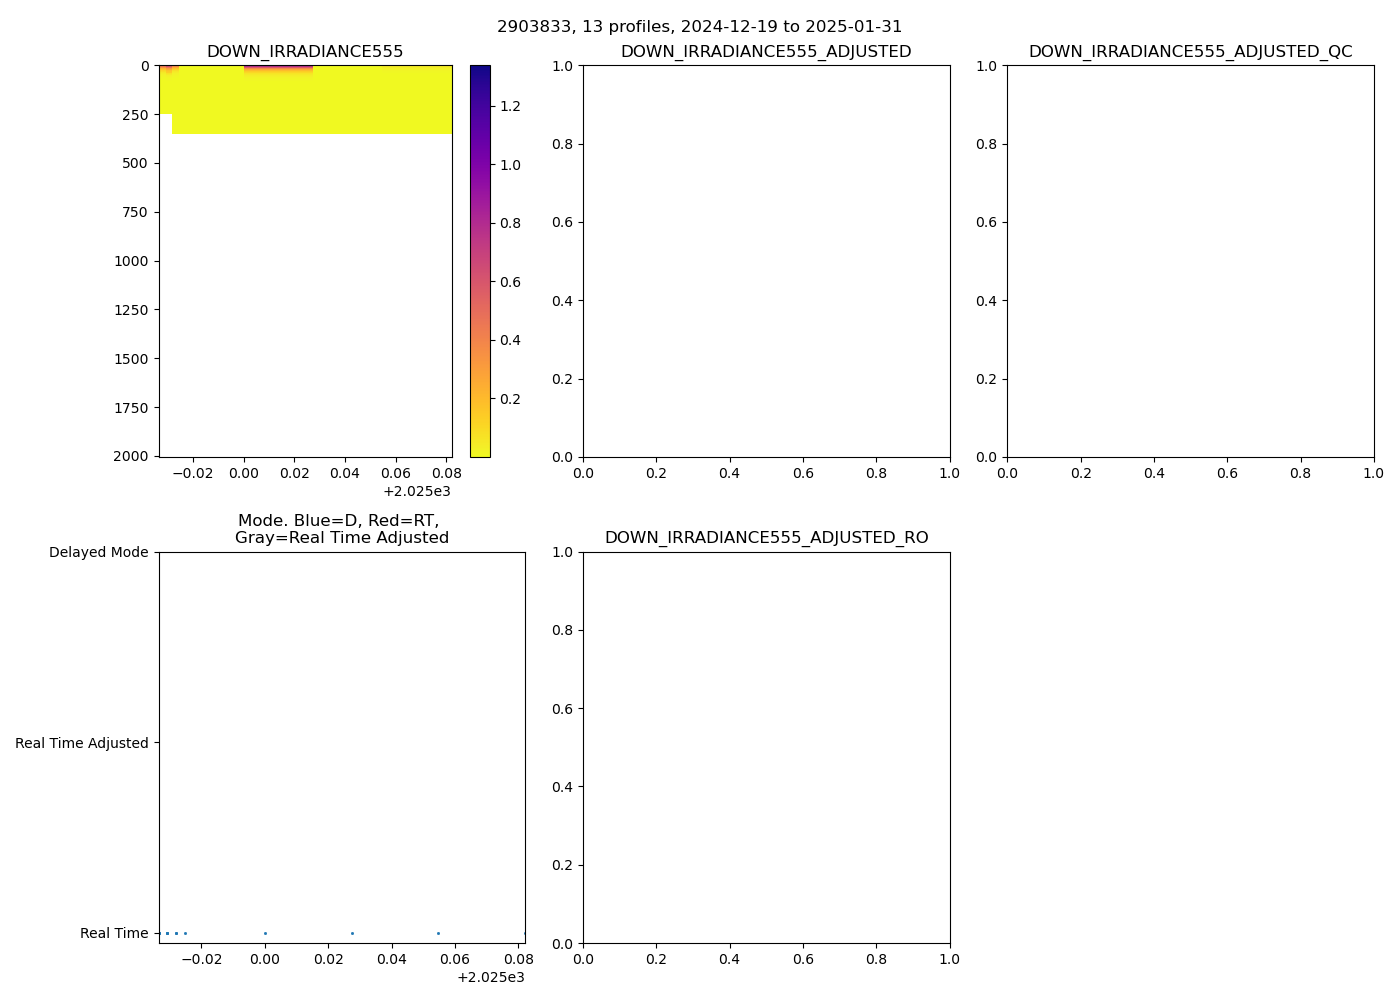 2903833, 13 profiles, 2024-12-19 to 2025-01-31
DOWN_IRRADIANCE555
0
250
500
750
1000
1250
1500
1750
2000
−0.02 0.00 0.02 0.04 0.06 0.08
+2.025e3
1.2
1.0
0.8
0.6
0.4
0.2
DOWN_IRRADIANCE555_ADJUSTED
1.0
0.8
0.6
0.4
0.2
0.0
0.0 0.2 0.4 0.6 0.8 1.0
DOWN_IRRADIANCE555_ADJUSTED_QC
1.0
0.8
0.6
0.4
0.2
0.0
0.0 0.2 0.4 0.6 0.8 1.0
Mode. Blue=D, Red=RT,
Gray=Real Time Adjusted
Delayed Mode
Real Time Adjusted
Real Time
−0.02 0.00 0.02 0.04 0.06 0.08
+2.025e3
DOWN_IRRADIANCE555_ADJUSTED_RO
1.0
0.8
0.6
0.4
0.2
0.0
0.0 0.2 0.4 0.6 0.8 1.0